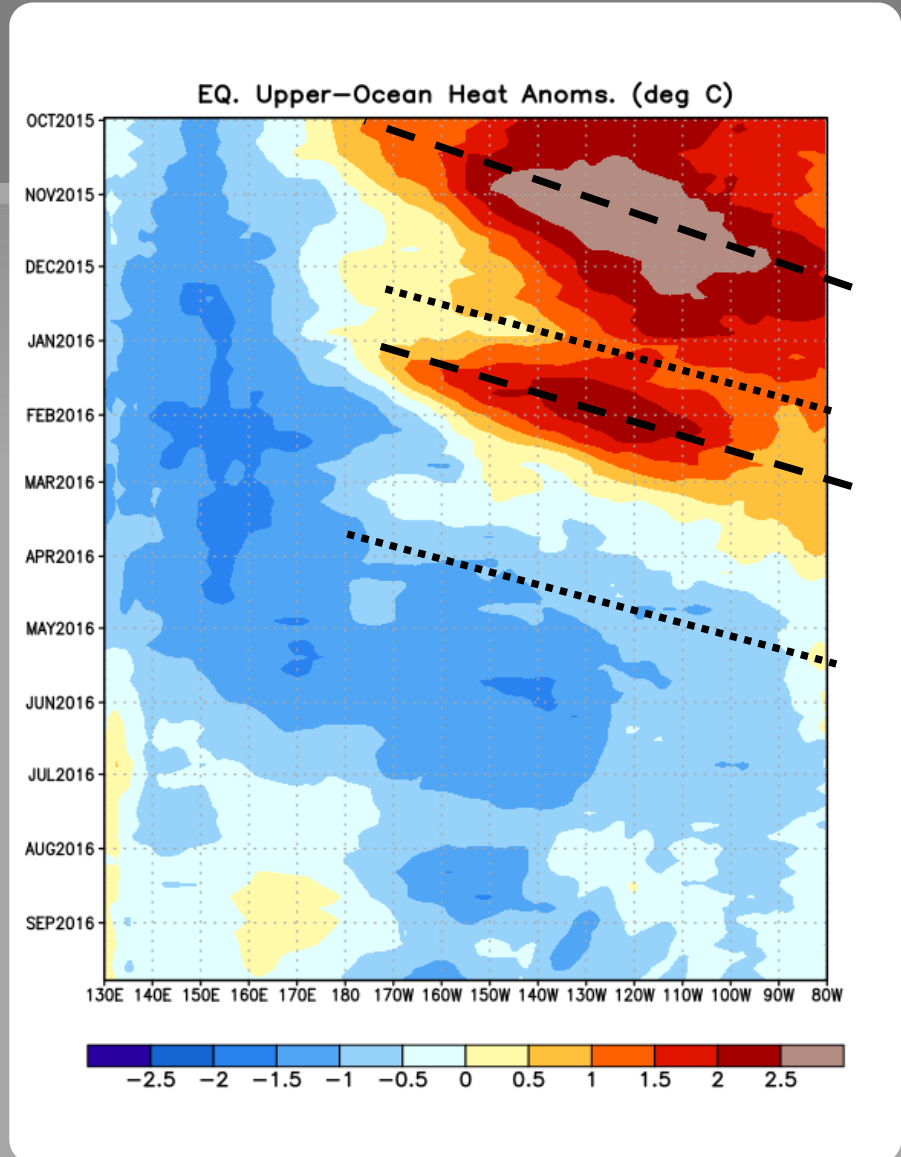 EQ. Upper-Ocean Heat Anoms. (deg C)
OCT2015
NOV2015
DEC2015
JAN2016
FEB2016
MAR2016
APR2016
MAY2016
JUN2016
JUL2016
AUG2016
SEP2016
130E 140E 150E 160E 170E 180 170W 160W 150W 140W 130W 120W 110W 100W 90W 80W
-2.5 -2 -1.5 -1 -0.5 0 0.5 1 1.5 2 2.5